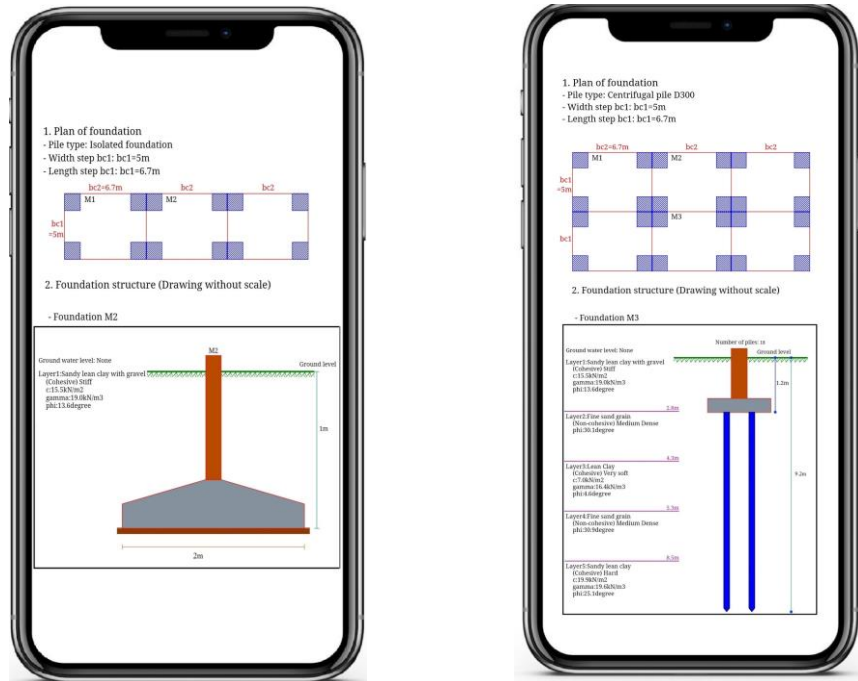 1. Plan of foundation
- Pile type: Isolated foundation
- Width step bc1: bc1=5m
- Length step bc1: bc1=6.7m
bc2=6.7m bc2 bc2
M1 M2
bc1
=5m
2. Foundation structure (Drawing without scale)
- Foundation M2
M2
Ground water level: None
Ground level
Layer1:Sandy lean clay with gravel
(Cohesive) Stiff
c:15.5kN/m2
gamma:19.0kN/m3
phi:13.6degree
1m
2m
1. Plan of foundation
- Pile type: Centrifugal pile D300
- Width step bc1: bc1=5m
- Length step bc1: bc1=6.7m
bc2=6.7m bc2 bc2
M1 M2
bc1
=5m
M3
bc1
2. Foundation structure (Drawing without scale)
- Foundation M3
Number of piles:
Ground water level: None
Ground level
Layer1:Sandy lean clay with gravel
(Cohesive) Stiff
c:15.5kN/m2
gamma:19.0kN/m3
phi:13.6degree
1.2m
2.8m
Layer2:Fine sand grain
(Non-cohesive) Medium Dense
phi:30.1degree
4.2m
Layer3:Lean Clay
(Cohesive) Very soft
c:7.0kN/m2
gamma:16.4kN/m3
phi:4.6degree
9.2m
5.5m
Layer4:Fine sand grain
(Non-cohesive) Medium Dense
phi:30.9degree
8.5m
Layer5:Sandy lean clay
(Cohesive) Hard
c:19.9kN/m2
gamma:19.6kN/m3
phi:25.1degree